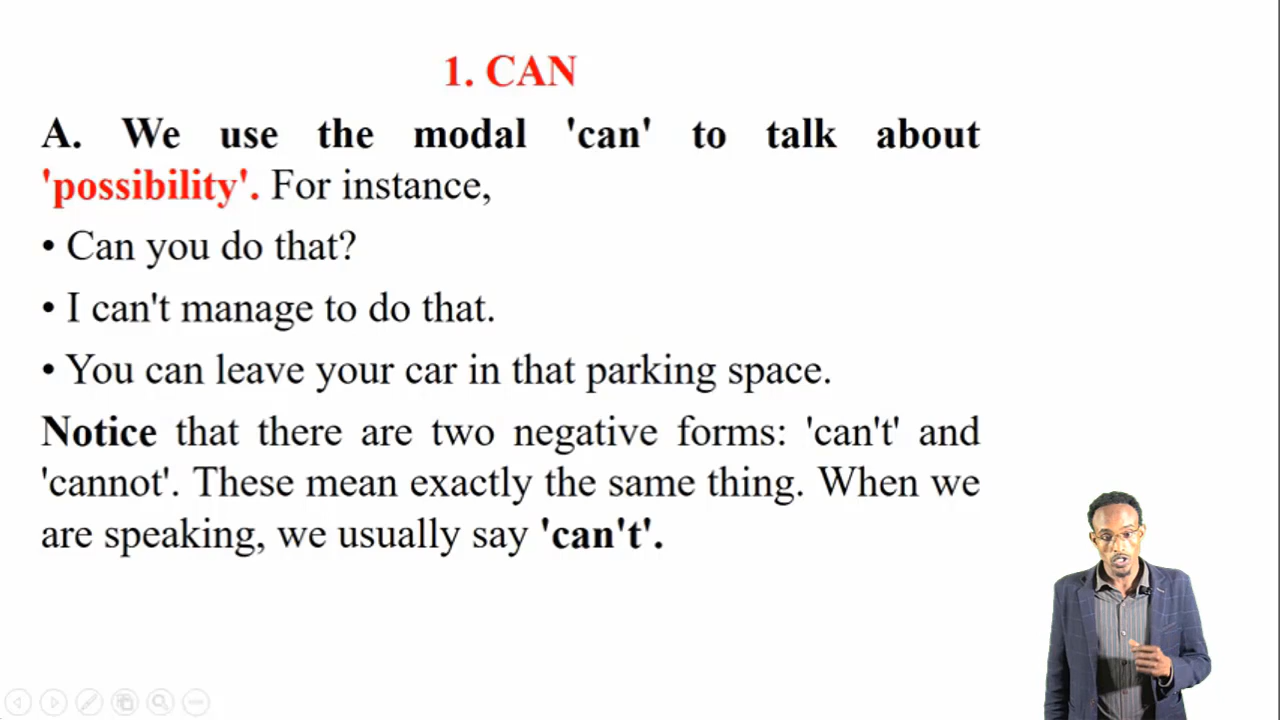 1. CAN
A. We use the modal 'can' to talk about
'possibility'. For instance,
• Can you do that?
• I can't manage to do that.
• You can leave your car in that parking space.
Notice that there are two negative forms: 'can't' and
'cannot'. These mean exactly the same thing. When we
are speaking, we usually say 'can't'.